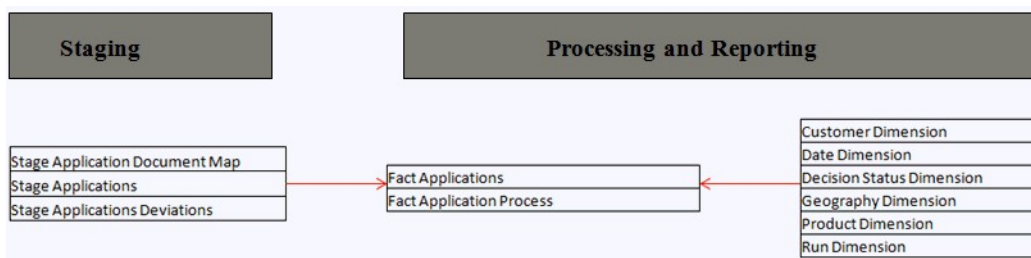 Staging
Processing and Reporting
Stage Application Document Map
Stage Applications
Stage Applications Deviations
Fact Applications
Fact Application Process
Customer Dimension
Date Dimension
Decision Status Dimension
Geography Dimension
Product Dimension
Run Dimension